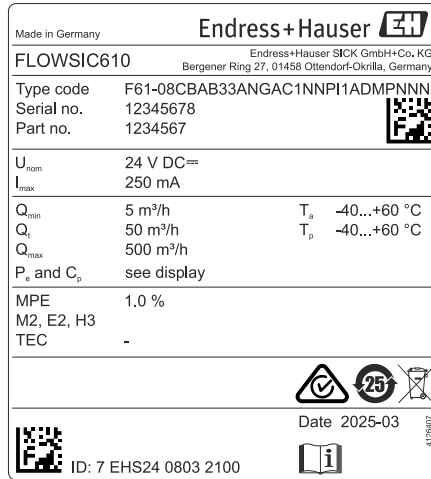 Made in Germany
Endress+Hauser EH
FLOWSIC610
Endress+Hauser SICK GmbH+Co. KG
Bergener Ring 27, 01458 Ottendorf-Okrilla, Germany
Type code F61-08CBAB33ANGAC1NNPI1ADMPNNN
Serial no. 12345678
Part no. 1234567
Unom 24 V DC⎓
Imax 250 mA
Qmin 5 m³/h Ta -40...+60 °C
Qt 50 m³/h Tp -40...+60 °C
Qmax 500 m³/h
Pe and Cp see display
MPE 1.0 %
M2, E2, H3
TEC -
25
Date 2025-03
4126407
ID: 7 EHS24 0803 2100